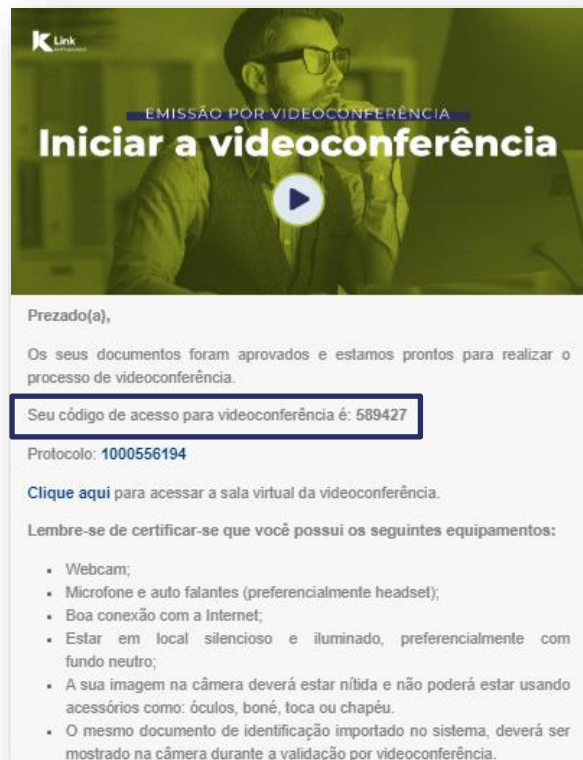 Link
EMISSÃO POR VIDEOCONFERÊNCIA
Iniciar a videoconferência
Prezado(a),
Os seus documentos foram aprovados e estamos prontos para realizar o
processo de videoconferência.
Seu código de acesso para videoconferência é: 589427
Protocolo: 1000556194
Clique aqui para acessar a sala virtual da videoconferência.
Lembre-se de certificar-se que você possui os seguintes equipamentos:
• Webcam;
• Microfone e auto falantes (preferencialmente headset);
• Boa conexão com a Internet;
• Estar em local silencioso e iluminado, preferencialmente com
fundo neutro;
• A sua imagem na câmera deverá estar nítida e não poderá estar usando
acessórios como: óculos, boné, toca ou chapéu.
• O mesmo documento de identificação importado no sistema, deverá ser
mostrado na câmera durante a validação por videoconferência.